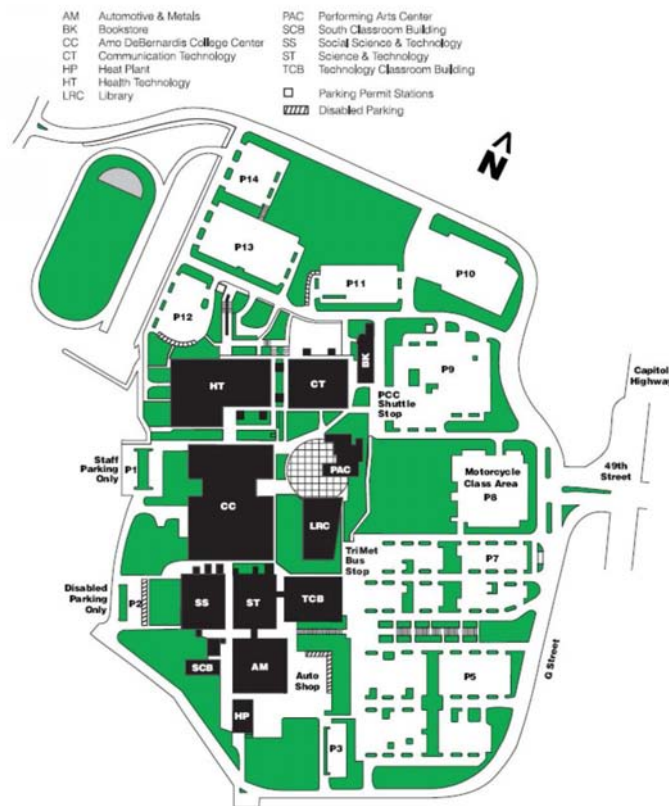 AM Automotive & Metals
BK Bookstore
CC Amo DeBernardis College Center
CT Communication Technology
HP Heat Plant
HT Health Technology
LRC Library
PAC Performing Arts Center
SCB South Classroom Building
SS Social Science & Technology
ST Science & Technology
TCB Technology Classroom Building
Parking Permit Stations
Disabled Parking
N
P14
P13
P11
P10
P12
BK
P9
HT
CT
Capitol
Highway
PCC
Shuttle
Stop
Staff
Parking
Only
P1
PAC
Motorcycle
Class Area
P8
49th
Street
CC
LRC
TriMet
Bus
Stop
P7
Disabled
Parking
Only
P2
SS
ST
TCB
SCB
AM
Auto
Shop
P5
G Street
HP
P3